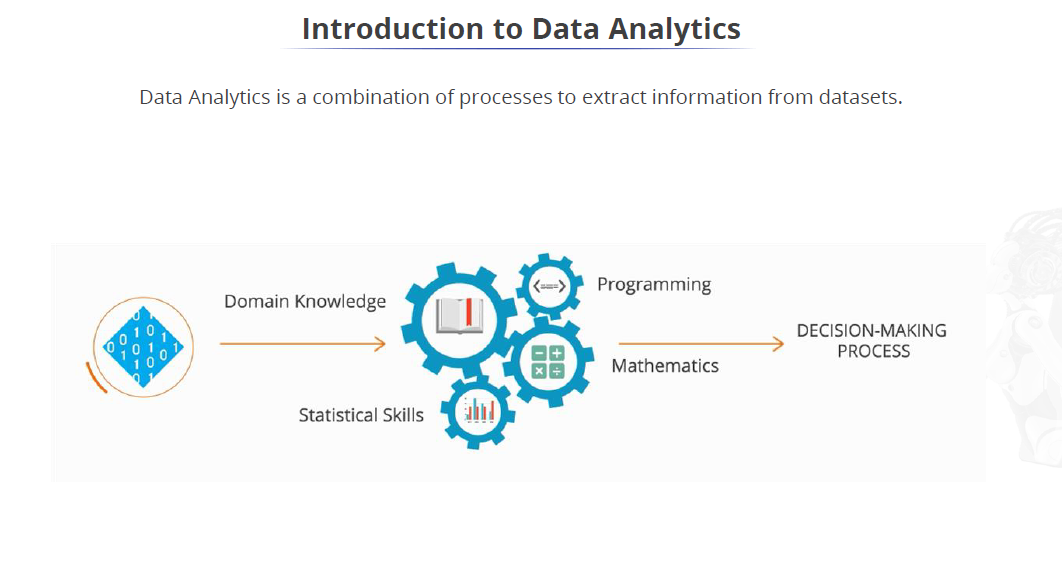 Introduction to Data Analytics
Data Analytics is a combination of processes to extract information from datasets.
Domain Knowledge
Programming
DECISION-MAKING
PROCESS
Mathematics
Statistical Skills